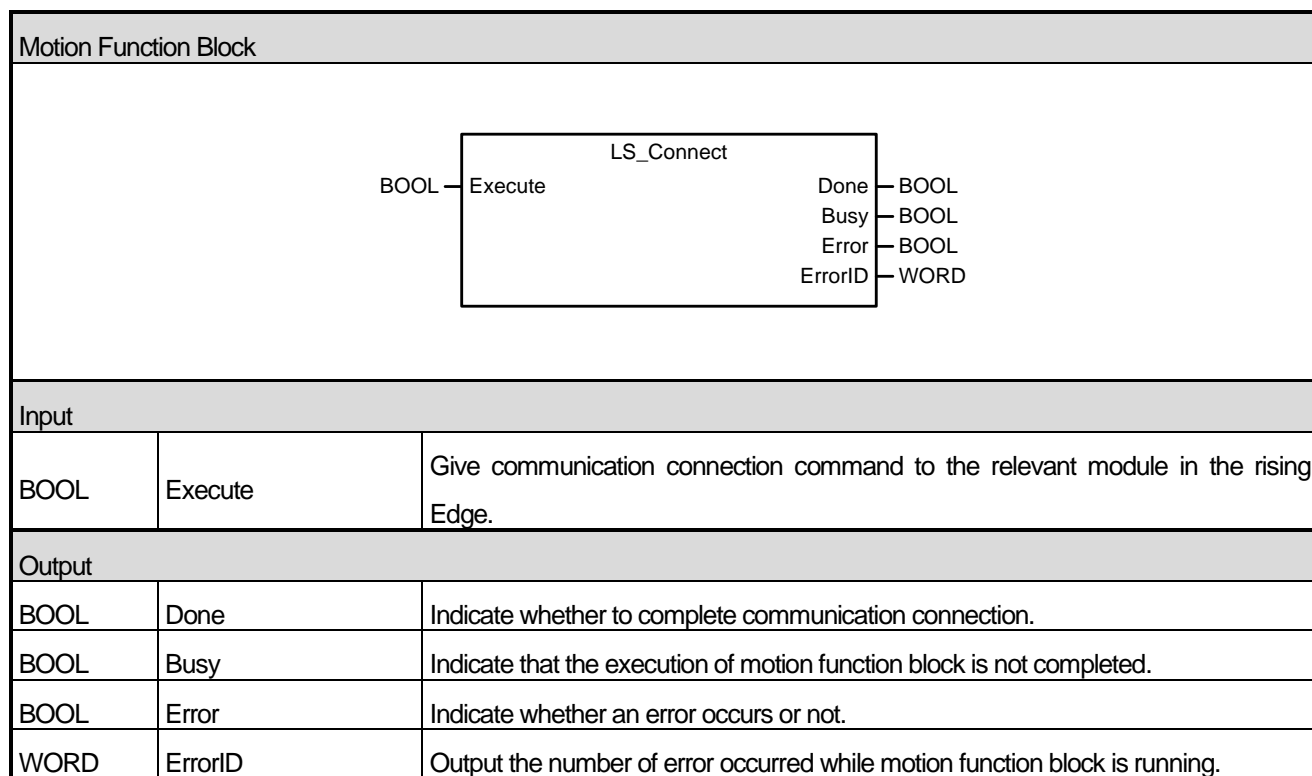 Motion Function Block
LS_Connect
BOOL Execute Done BOOL
Busy BOOL
Error BOOL
ErrorID WORD
Input
BOOL Execute Give communication connection command to the relevant module in the rising
Edge.
Output
BOOL Done Indicate whether to complete communication connection.
BOOL Busy Indicate that the execution of motion function block is not completed.
BOOL Error Indicate whether an error occurs or not.
WORD ErrorID Output the number of error occurred while motion function block is running.